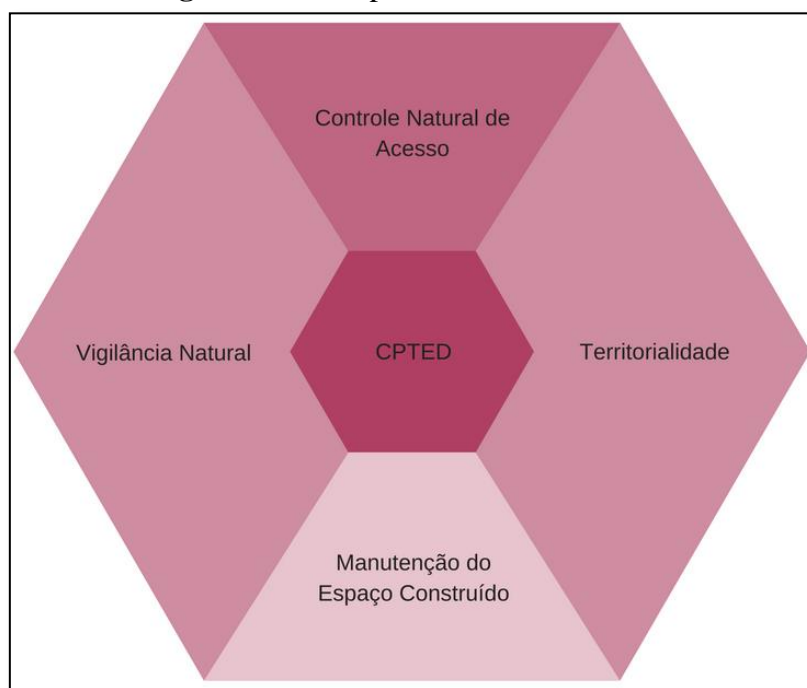 Controle Natural de
Acesso
Vigilância Natural
CPTED
Territorialidade
Manutenção do
Espaço Construído